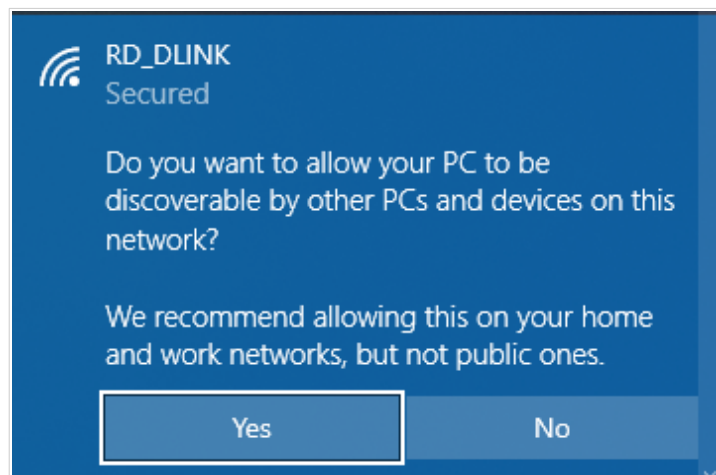 RD_DLINK
Secured
Do you want to allow your PC to be
discoverable by other PCs and devices on this
network?
We recommend allowing this on your home
and work networks, but not public ones.
Yes No